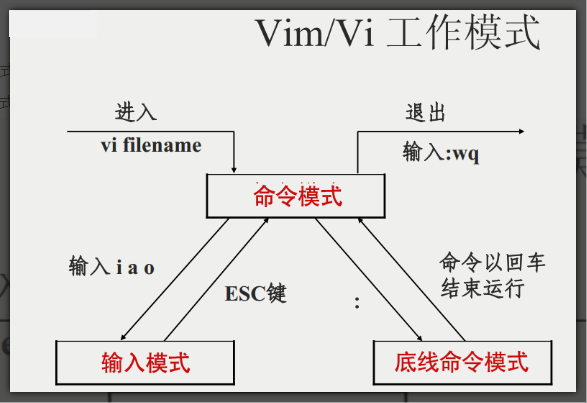 Vim/Vi 工作模式
进入
退出
vi filename
输入:wq
命令模式
输入 i a o
ESC键
:
命令以回车
结束运行
输入模式
底线命令模式